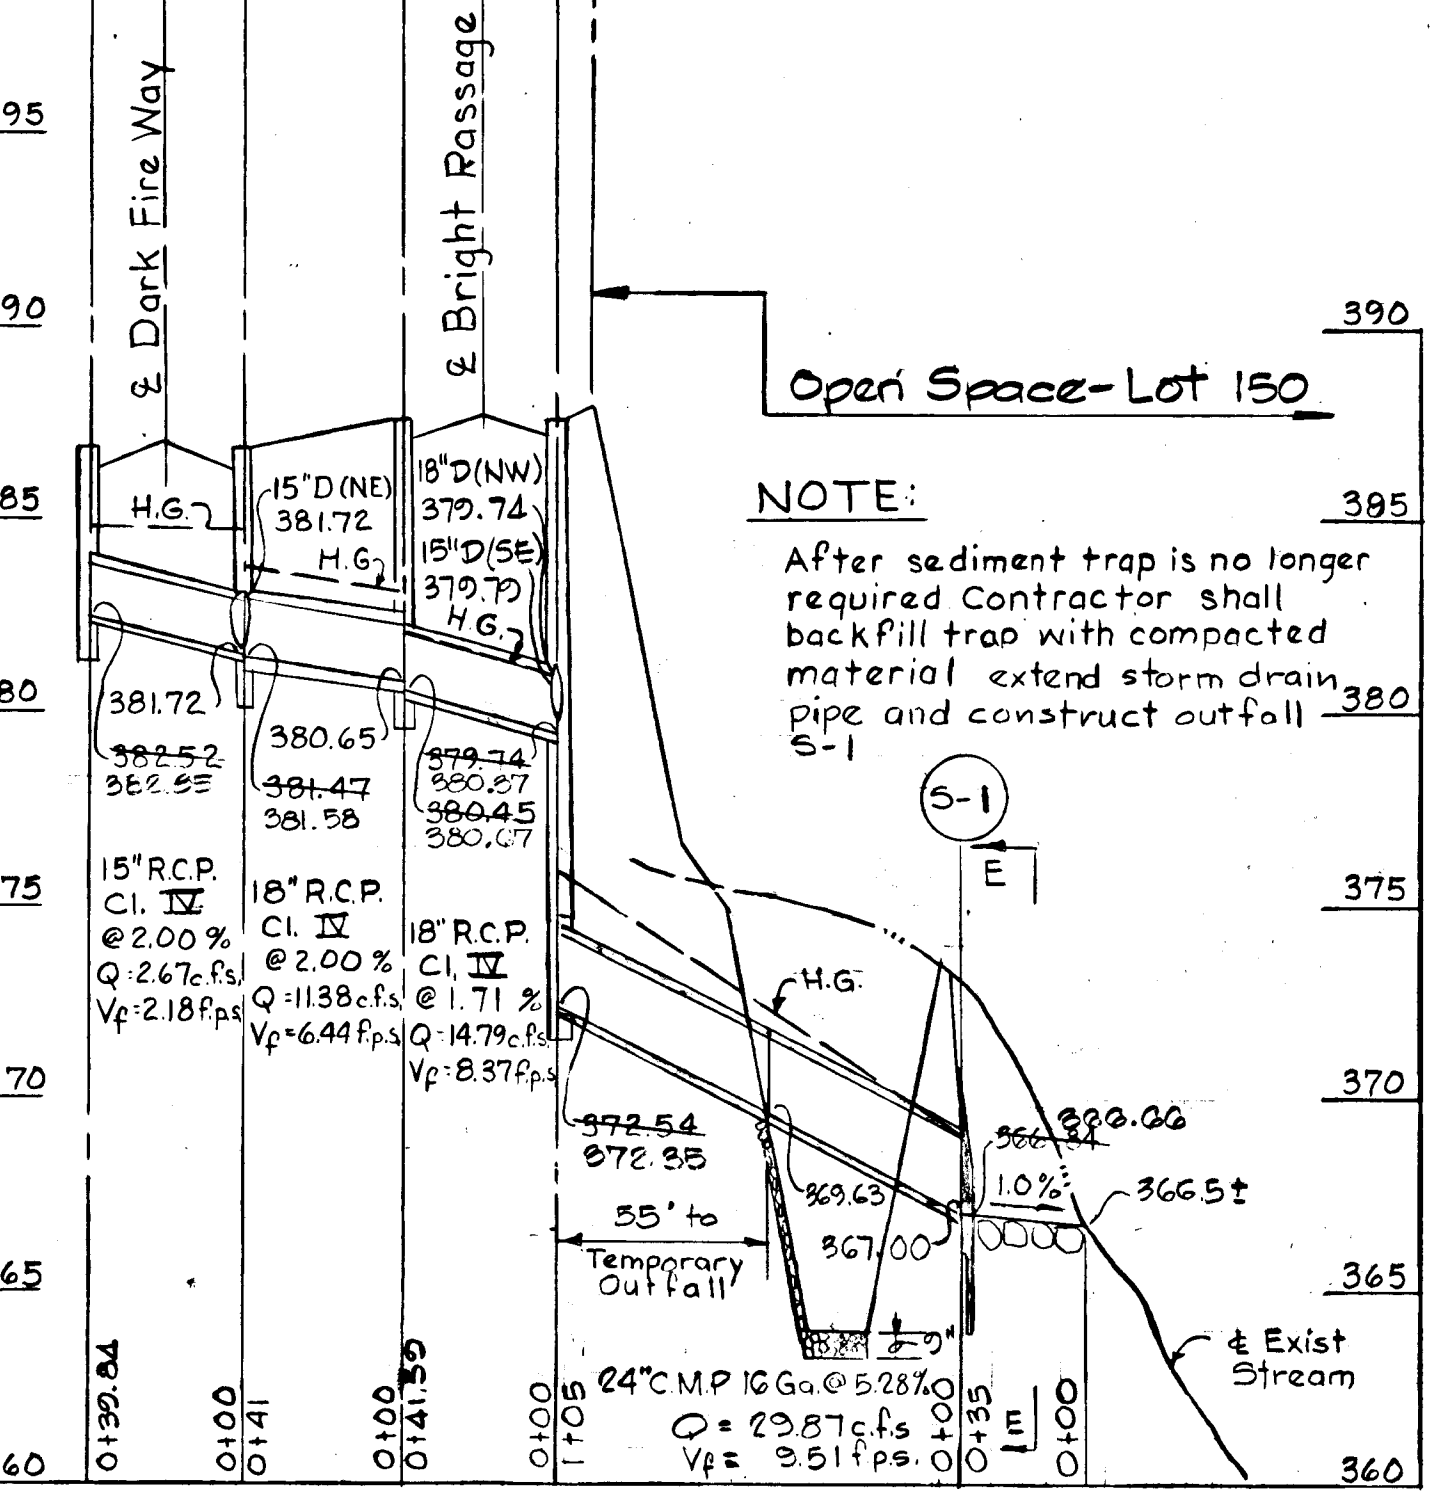 95
90
85
80
75
70
65
60
390
385
380
375
370
365
360
℄ Dark Fire Way
℄ Bright Passage
Open Space-Lot 150
NOTE:
After sediment trap is no longer
required Contractor shall
backfill trap with compacted
material extend storm drain
pipe and construct outfall
S-1
S-1
E
H.G.
15"D(NE)
381.72
H.G.
18"D(NW)
379.74
15"D(SE)
379.79
H.G.
381.72
382.52
380.65
381.47
381.58
379.74
380.37
380.45
15"R.C.P.
Cl. IV
@2.00%
Q=2.67c.f.s.
Vf=2.18f.p.s.
18"R.C.P.
Cl. IV
@2.00%
Q=11.38c.f.s.
Vf=6.44f.p.s.
18"R.C.P.
Cl. IV
@1.71 %
Q=14.79c.f.s.
Vf=8.37f.p.s.
H.G.
372.54
372.35
369.63
366.84
1.0%
366.5±
367.00
55' to
Temporary
Outfall
9"
℄ Exist
Stream
24"C.M.P 16 Ga.@5.28%
Q = 29.87c.f.s
Vf = 9.51f.p.s.
E
0+39.84
0+00
0+41
0+00
0+41.59
0+00
1+05
0+00
0+35
0+00